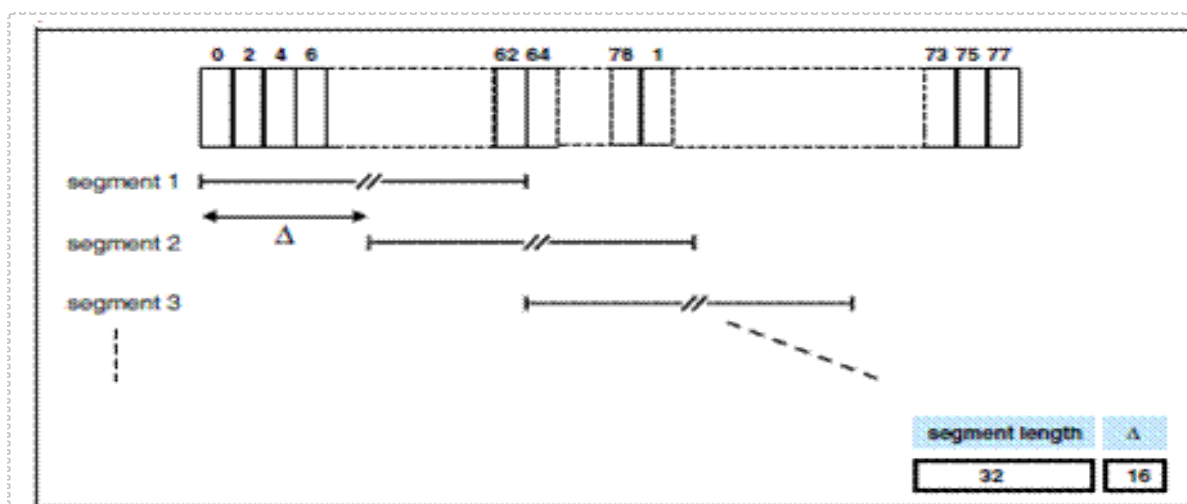 0 2 4 6 62 64 78 1 73 75 77
segment 1
Δ
segment 2
segment 3
segment length Δ
32 16